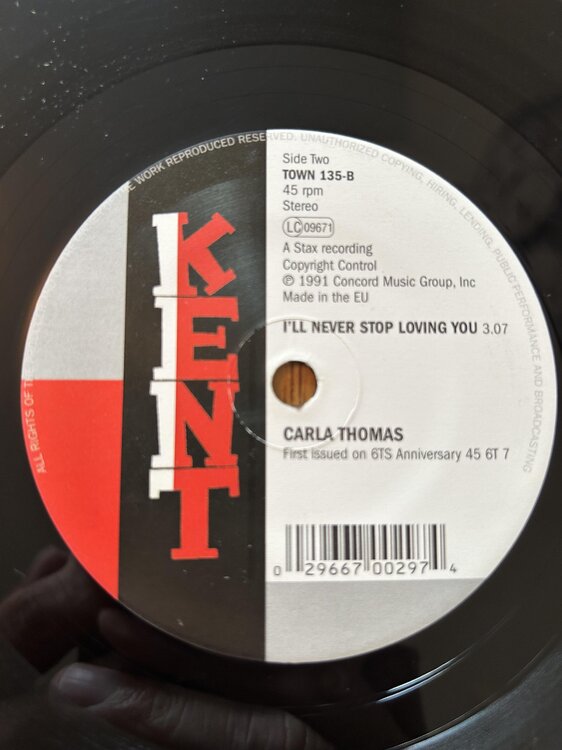 ALL RIGHTS OF T
E WORK REPRODUCED RESERVED. UNAUTHORIZED COPYING, HIRING, LENDING, PUBLIC PERFORMANCE AND BROADCASTING
KENT
Side Two
TOWN 135-B
45 rpm
Stereo
LC 09671
A Stax recording
Copyright Control
℗ 1991 Concord Music Group, Inc
Made in the EU
I'LL NEVER STOP LOVING YOU 3.07
CARLA THOMAS
First issued on 6TS Anniversary 45 6T 7
0 29667 00297 4